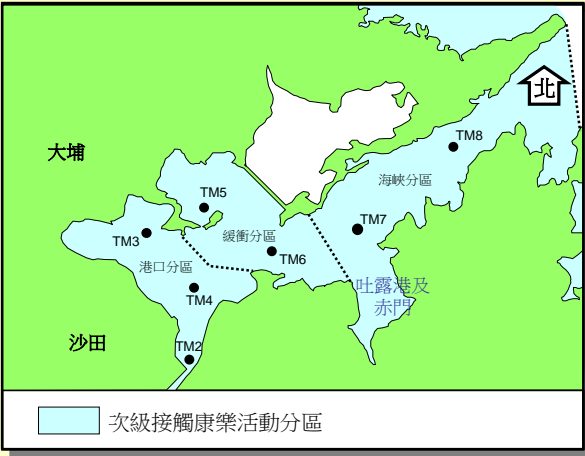 北
TM8
大埔
海峽分區
TM5
TM7
TM3
緩衝分區
TM6
港口分區
吐露港及
赤門
TM4
沙田
TM2
次級接觸康樂活動分區